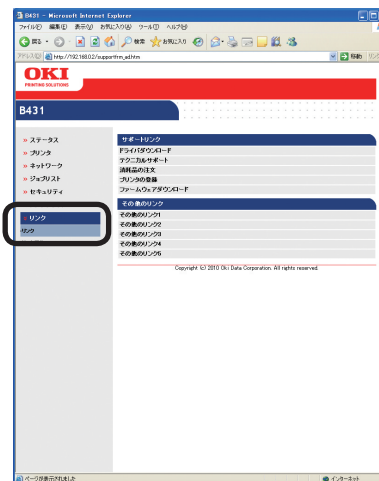 B431 - Microsoft Internet Explorer
ファイル(F) 編集(E) 表示(V) お気に入り(A) ツール(T) ヘルプ(H)
戻る 検索 お気に入り
アドレス(D) http://192.168.0.2/supportfrm_ad.htm 移動 リンク
OKI
PRINTING SOLUTIONS
B431
» ステータス
» プリンタ
» ネットワーク
» ジョブリスト
» セキュリティ
» リンク
リンク
サポートリンク
ドライバダウンロード
テクニカルサポート
消耗品の注文
プリンタの登録
ファームウェアダウンロード
その他のリンク
その他のリンク1
その他のリンク2
その他のリンク3
その他のリンク4
その他のリンク5
Copyright (c) 2010 Oki Data Corporation. All rights reserved.
ページが表示されました インターネット